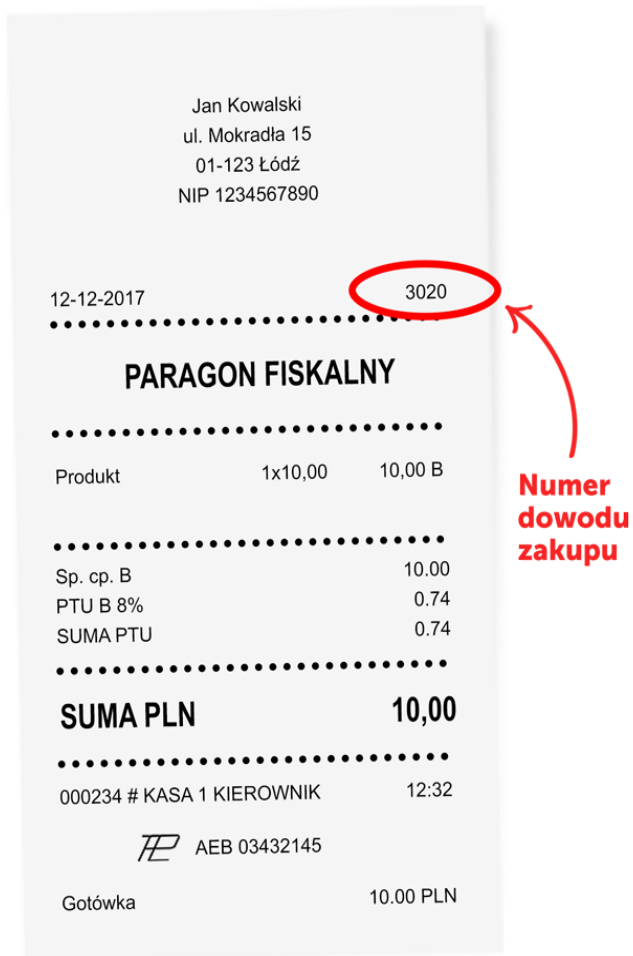 Jan Kowalski
ul. Mokradła 15
01-123 Łódź
NIP 1234567890
12-12-2017 3020
PARAGON FISKALNY
Produkt 1x10,00 10,00 B
Numer
dowodu
zakupu
Sp. cp. B 10.00
PTU B 8% 0.74
SUMA PTU 0.74
SUMA PLN 10,00
000234 # KASA 1 KIEROWNIK 12:32
AEB 03432145
Gotówka 10.00 PLN